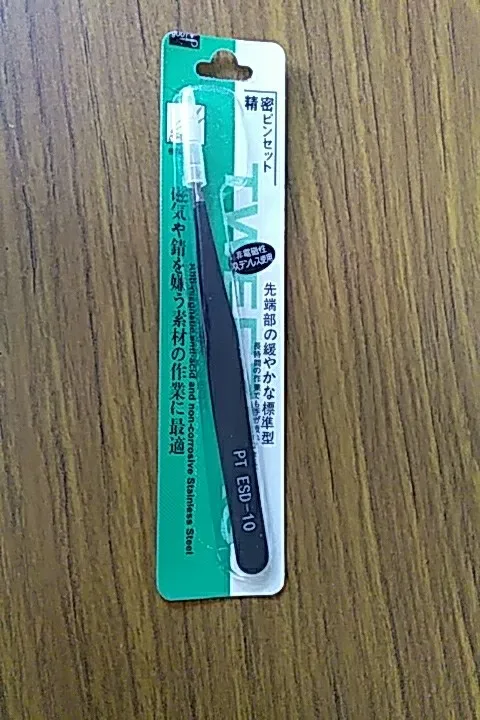 精密ピンセット
非電磁性
ステンレス使用
先端部の緩やかな標準型
磁気や錆を嫌う素材の作業に最適
Anti-magnetic anti-acid and non-corrosive Stainless Steel
PT ESD-10